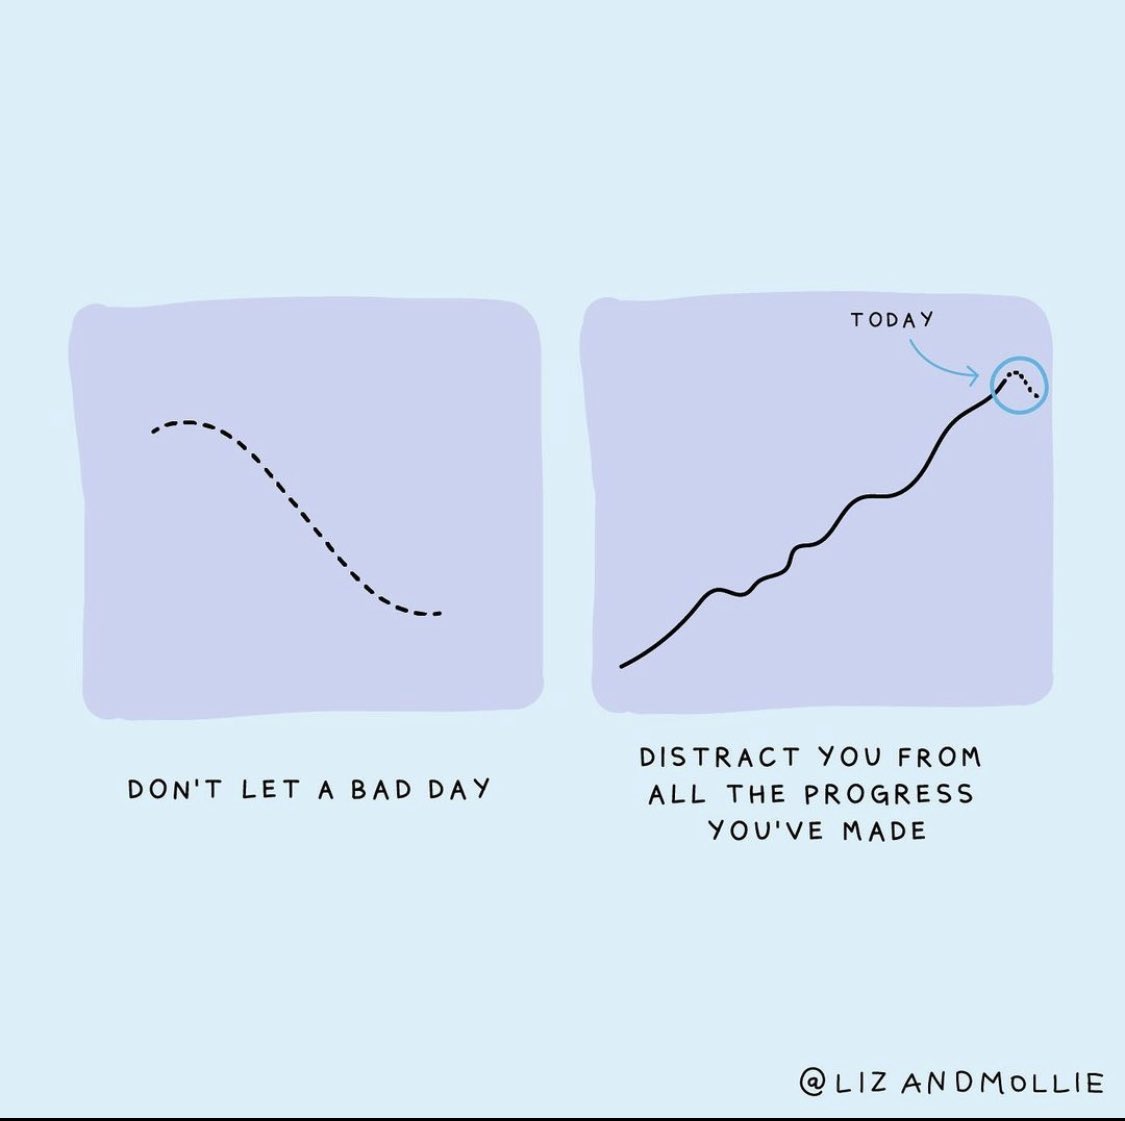 TODAY
DON'T LET A BAD DAY
DISTRACT YOU FROM
ALL THE PROGRESS
YOU'VE MADE
@LIZANDMOLLIE